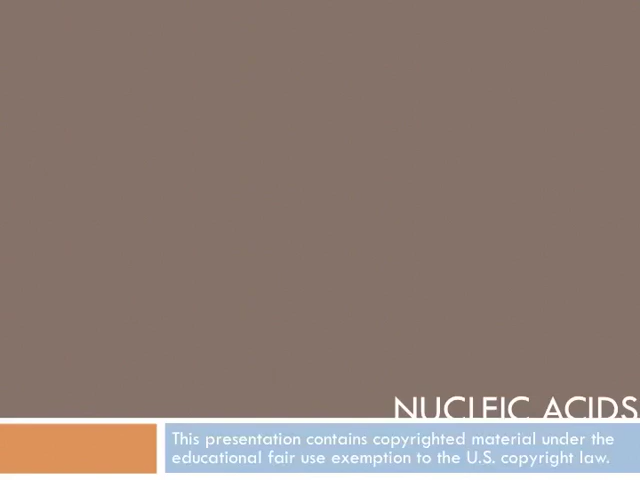 NUCLEIC ACIDS
This presentation contains copyrighted material under the
educational fair use exemption to the U.S. copyright law.